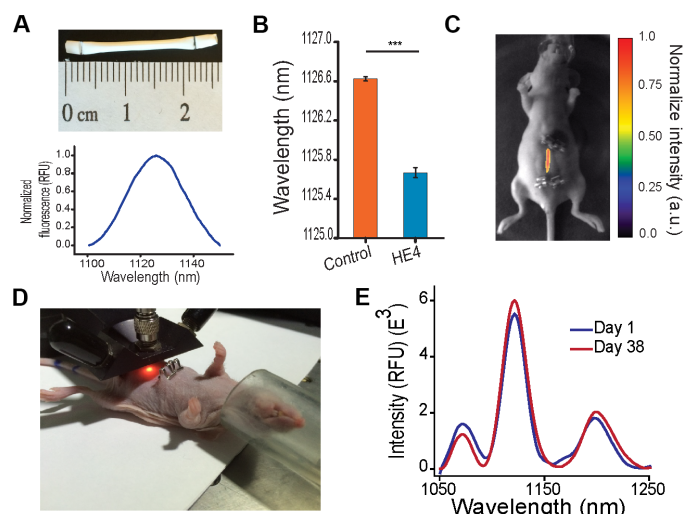 A
0 cm 1 2
Normalized
fluorescence (RFU)
1.0
0.8
0.6
0.4
0.2
0.0
1100 1120 1140
Wavelength (nm)
B
Wavelength (nm)
1127.0
1126.6
1126.2
1125.8
1125.4
1125.0
***
Control HE4
C
1.0
0.75
0.50
0.25
0.0
Normalize intensity (a.u.)
D
E
Intensity (RFU) (E³)
6
4
2
0
Day 1
Day 38
1050 1150 1250
Wavelength (nm)